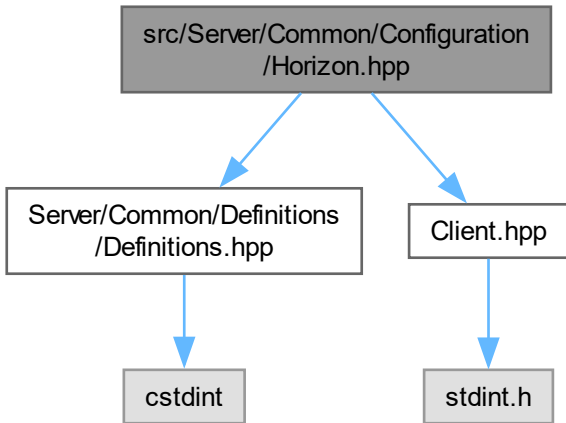 src/Server/Common/Configuration
/Horizon.hpp
Server/Common/Definitions
/Definitions.hpp
Client.hpp
cstdint
stdint.h